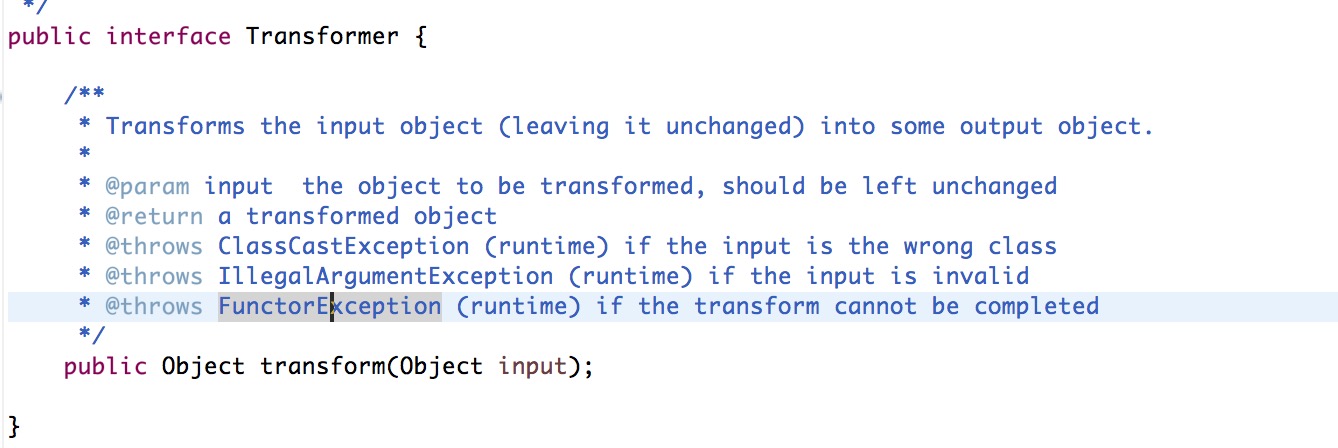 */
public interface Transformer {
/**
* Transforms the input object (leaving it unchanged) into some output object.
*
* @param input  the object to be transformed, should be left unchanged
* @return a transformed object
* @throws ClassCastException (runtime) if the input is the wrong class
* @throws IllegalArgumentException (runtime) if the input is invalid
* @throws FunctorException (runtime) if the transform cannot be completed
*/
public Object transform(Object input);
}